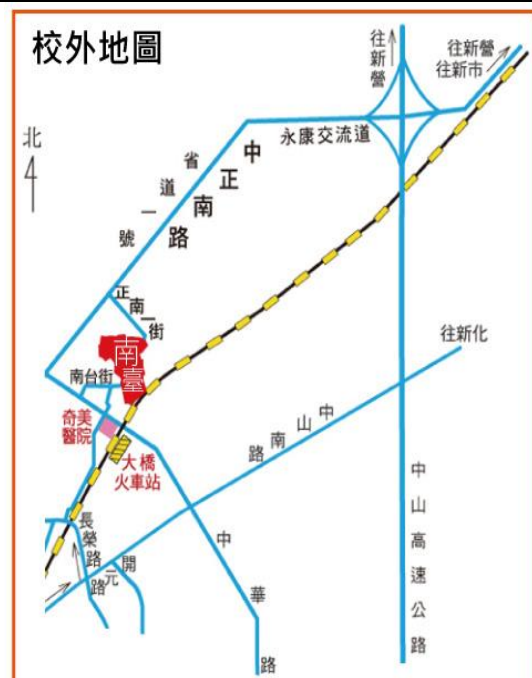 校外地圖
北
往新營
往新營
往新市
永康交流道
省道一號
中正南路
正南一街
南臺
南台街
奇美
醫院
大橋
火車站
往新化
中山南路
中山高速公路
中華路
長榮路
開元路